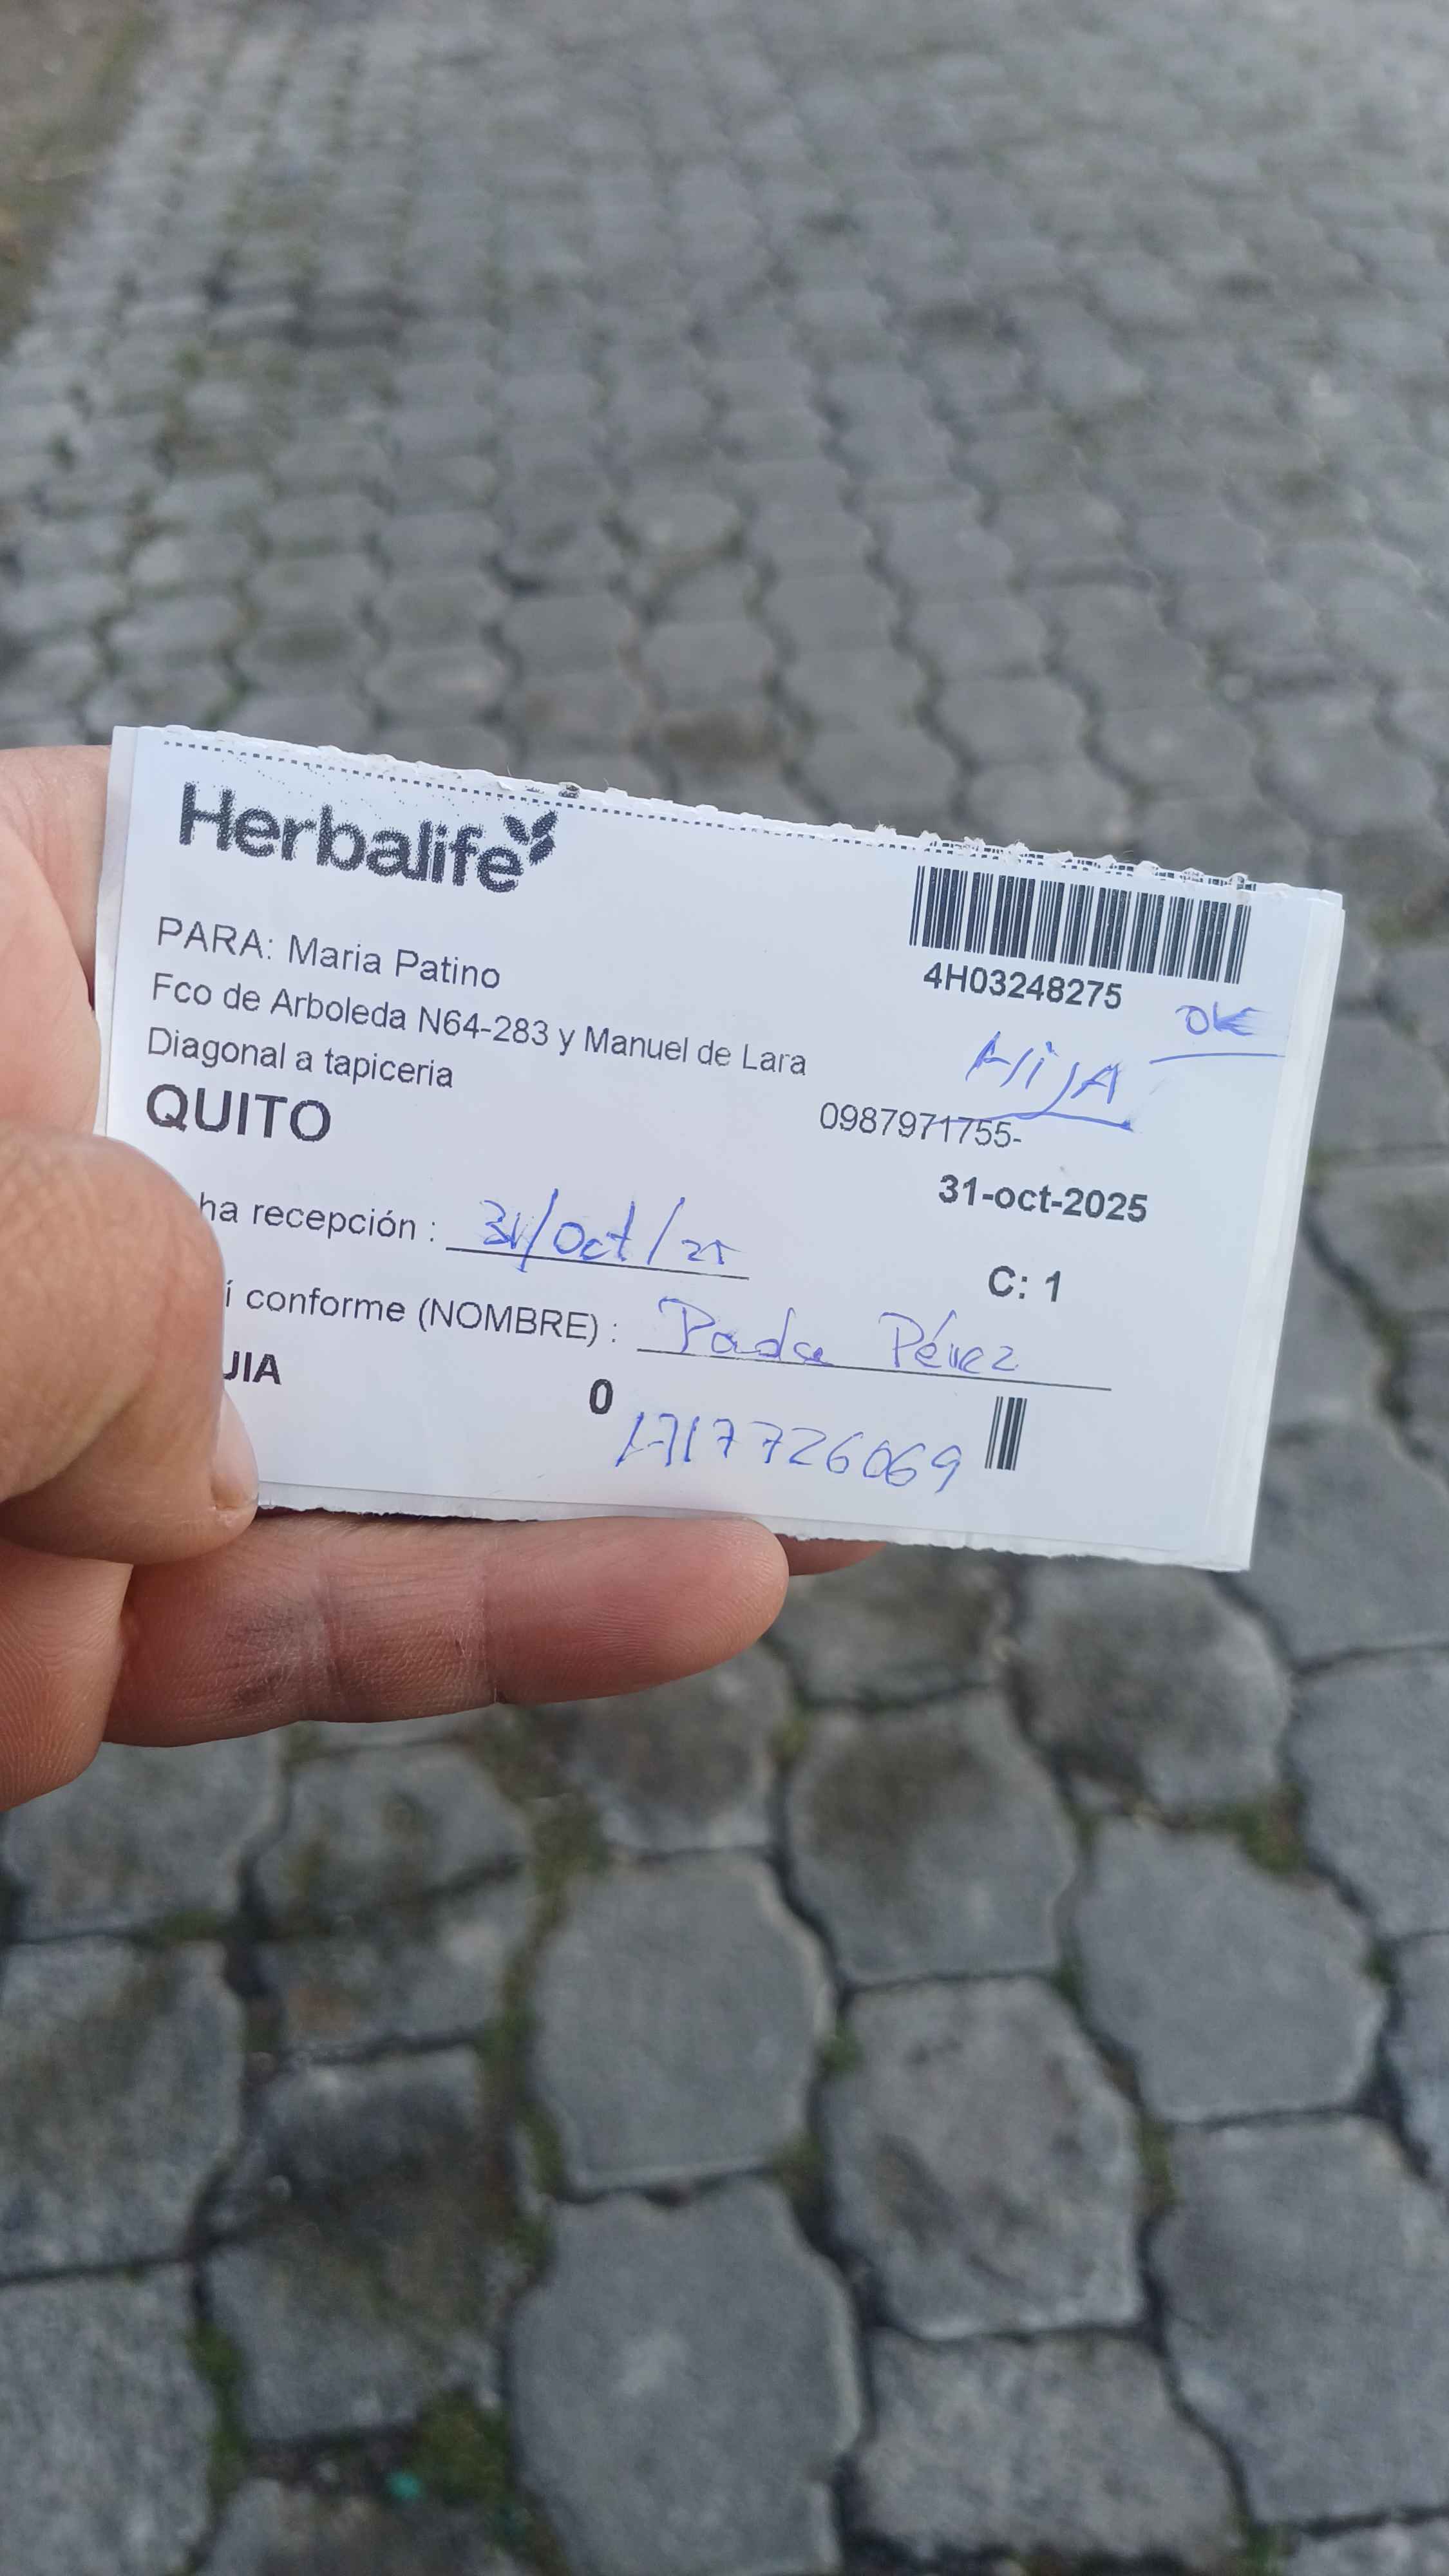 Herbalife
4H03248275
OK
PARA: Maria Patino
HijA
Fco de Arboleda N64-283 y Manuel de Lara
Diagonal a tapiceria
0987971755-
QUITO
31-oct-2025
ha recepción : 31/Oct/25
C: 1
í conforme (NOMBRE) : Pérez
UIA
0
1717726069